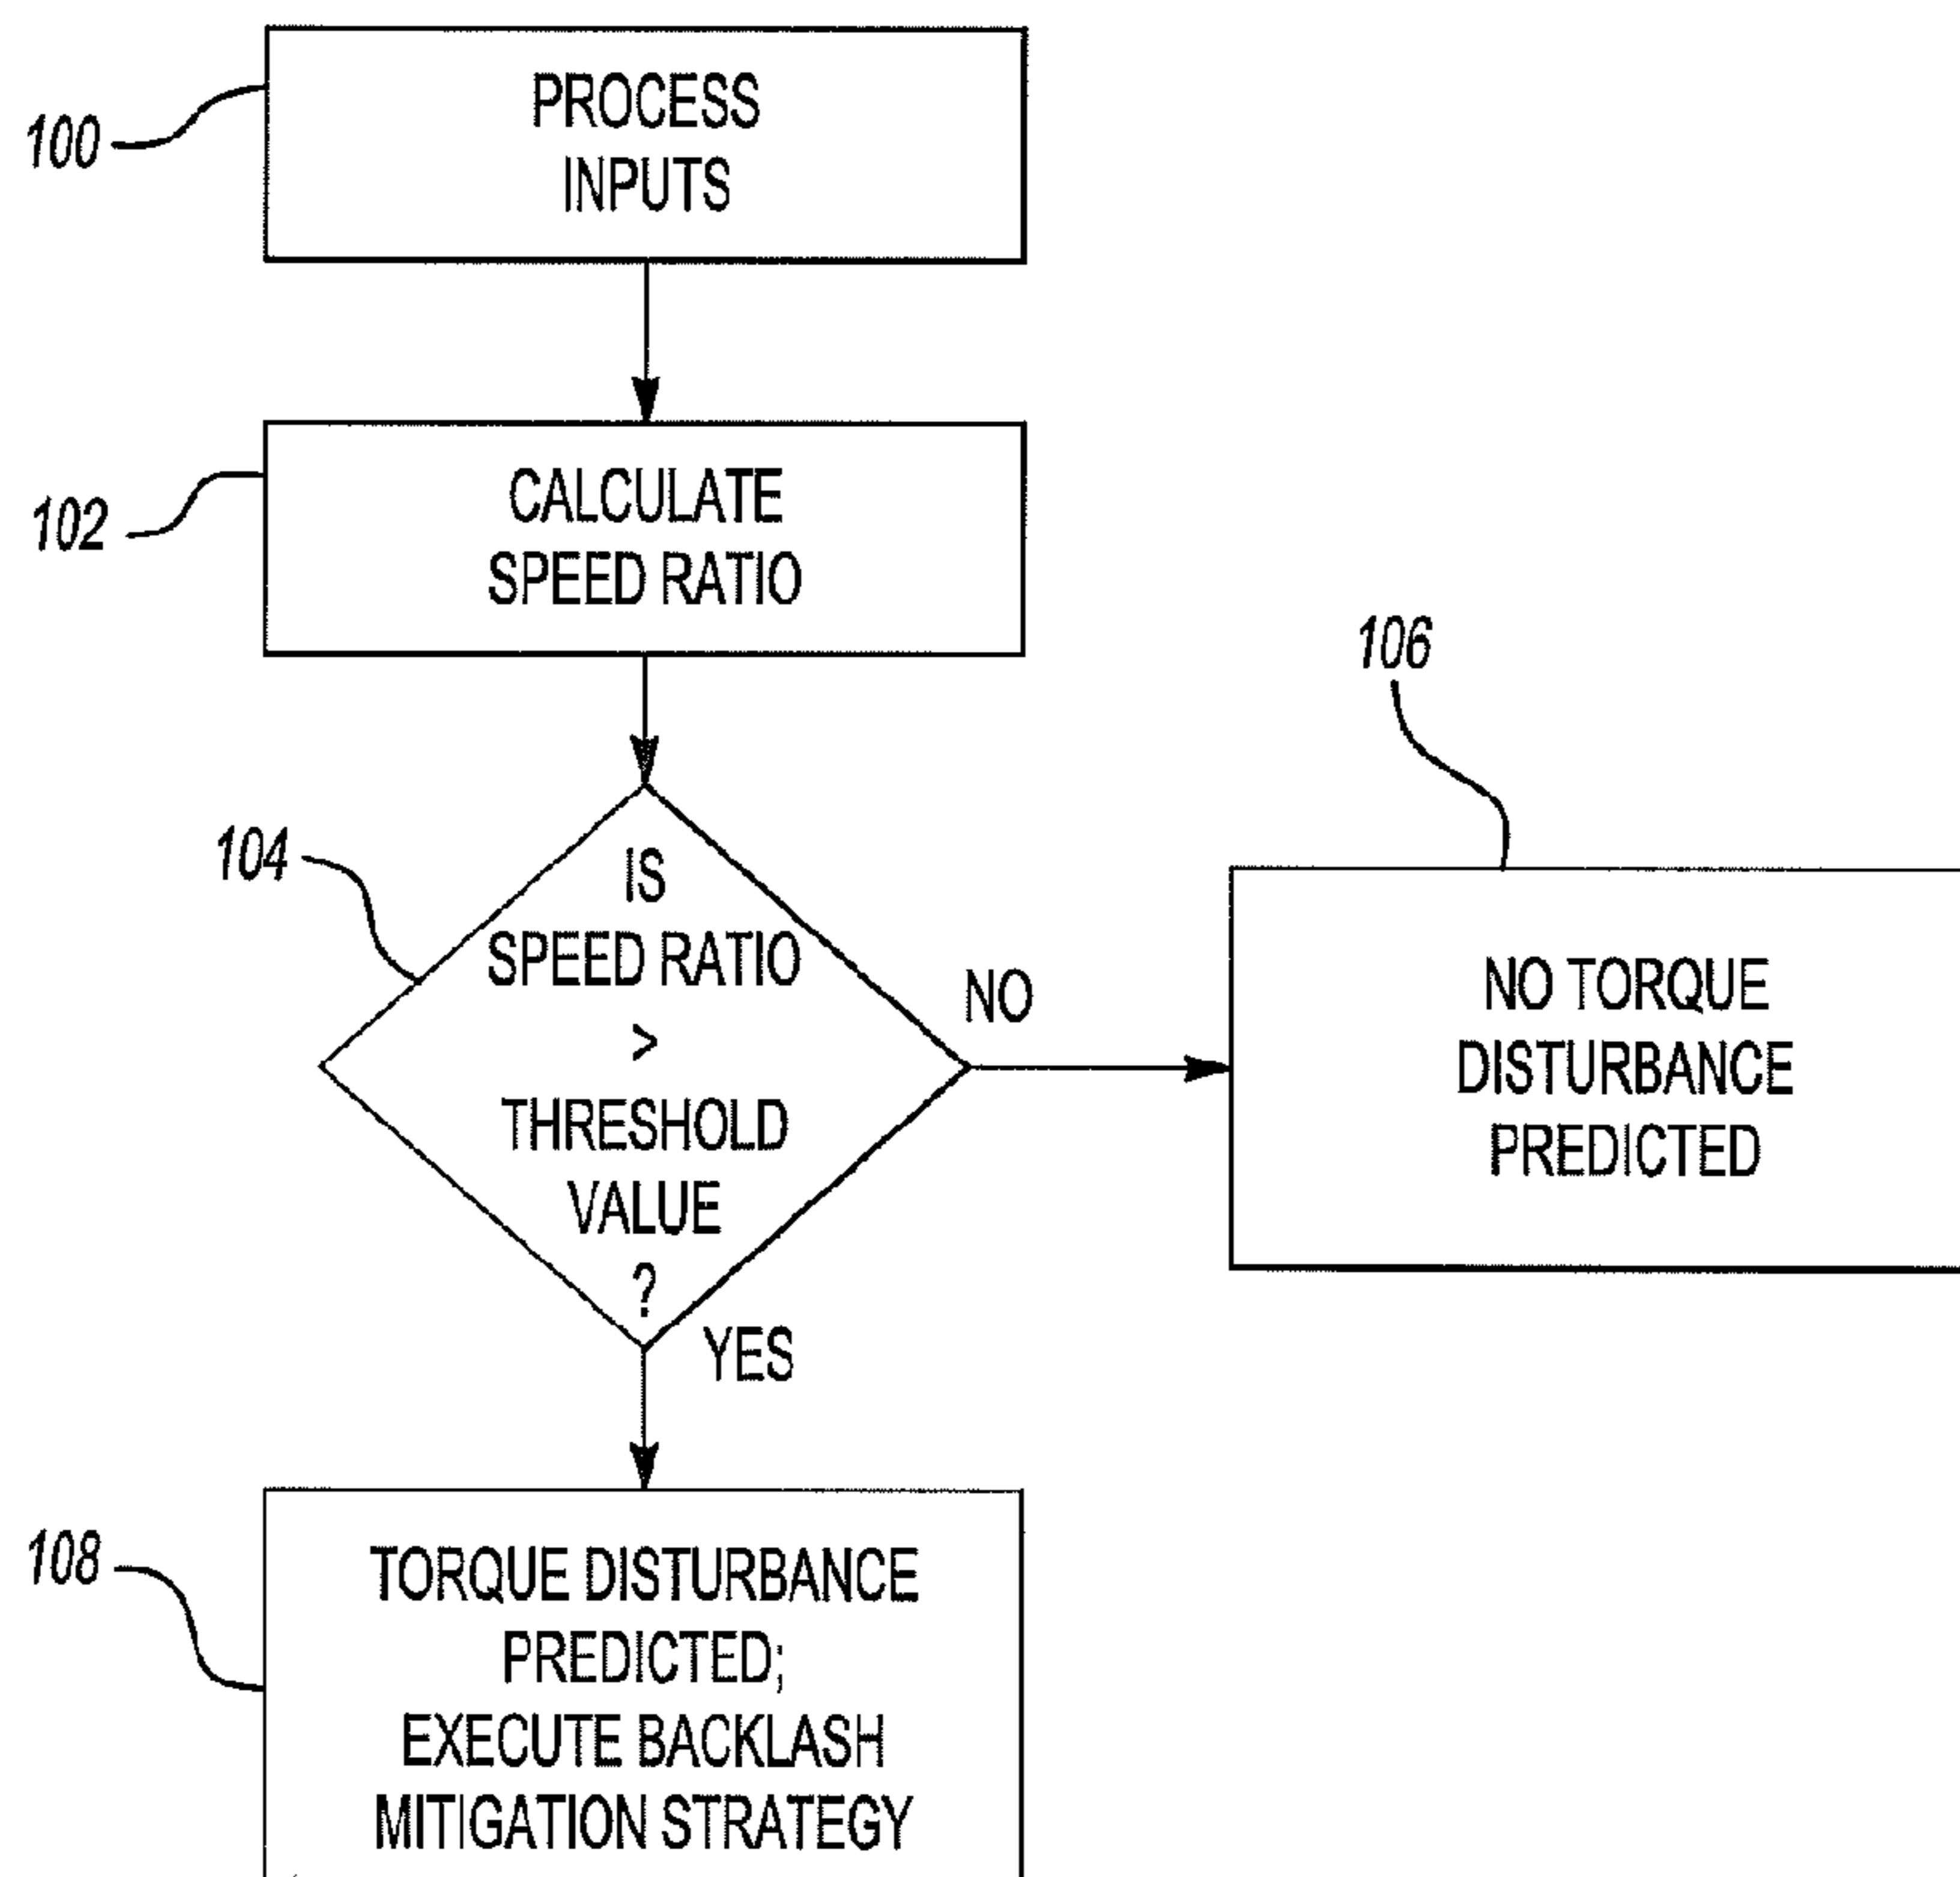 100
PROCESS
INPUTS
102
CALCULATE
SPEED RATIO
104
IS
SPEED RATIO
>
THRESHOLD
VALUE
?
NO
106
NO TORQUE
DISTURBANCE
PREDICTED
YES
108
TORQUE DISTURBANCE
PREDICTED;
EXECUTE BACKLASH
MITIGATION STRATEGY